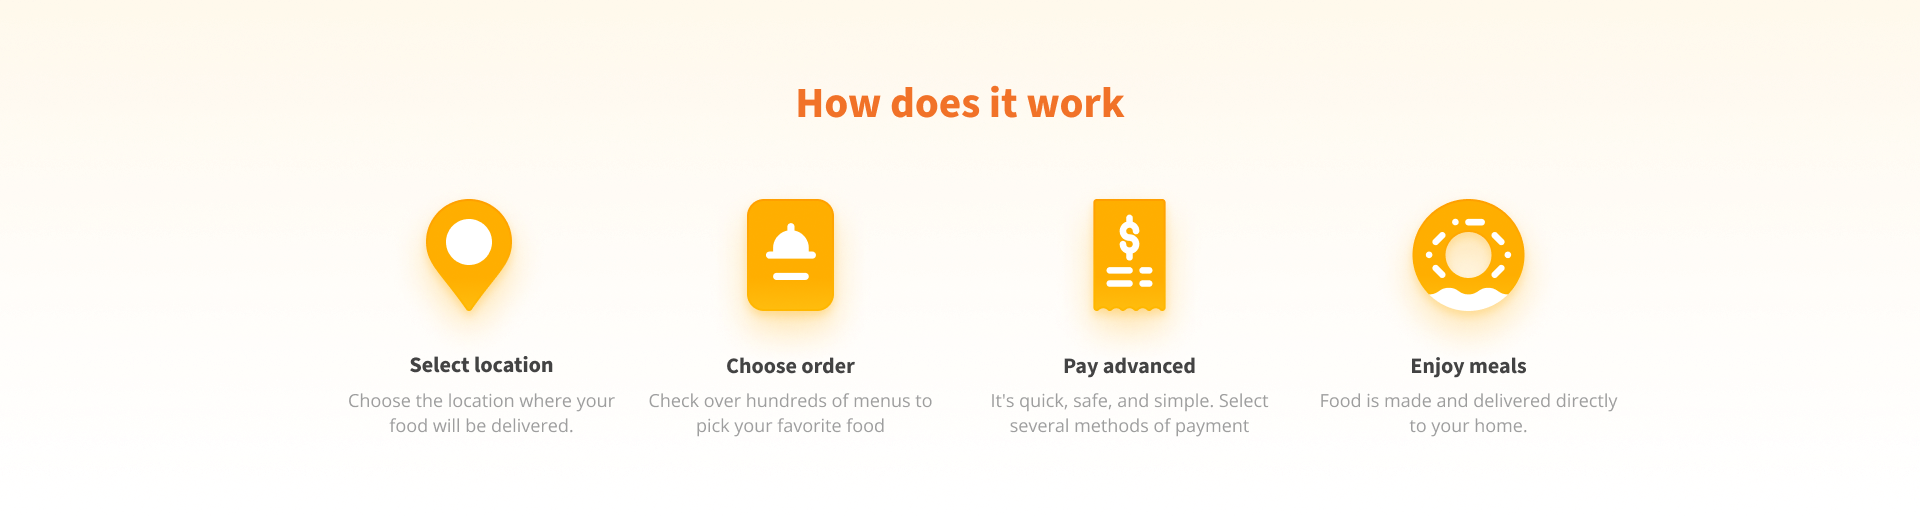 How does it work
Select location
Choose the location where your
food will be delivered.
Choose order
Check over hundreds of menus to
pick your favorite food
$
Pay advanced
It's quick, safe, and simple. Select
several methods of payment
Enjoy meals
Food is made and delivered directly
to your home.